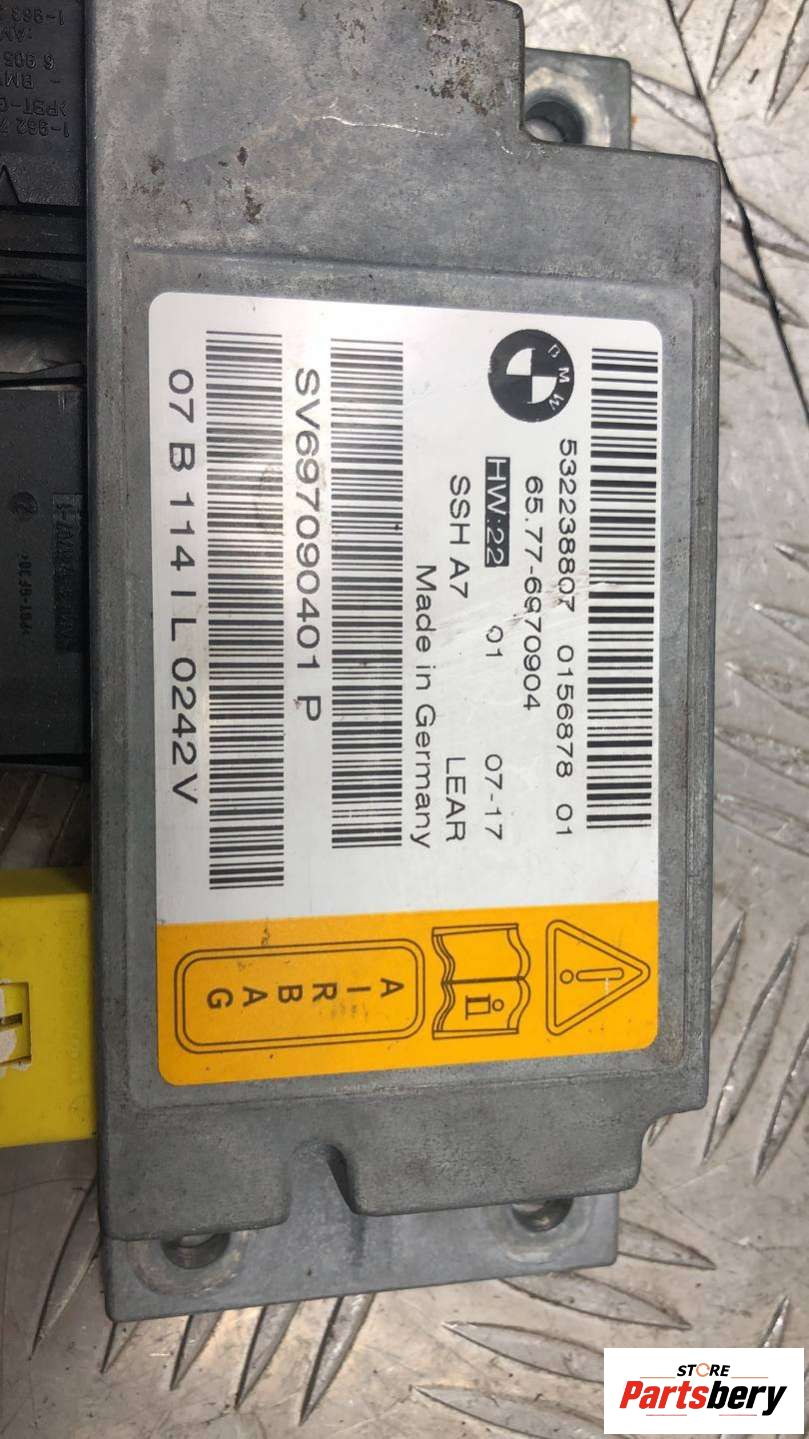 BMW
532238807 0156878 01
65.77-6970904
HW:22 01 07-17
SSH A7 LEAR
Made in Germany
SV697090401 P
07 B 114 I L 0242V
AIRBAG
i
STORE
Partsbery